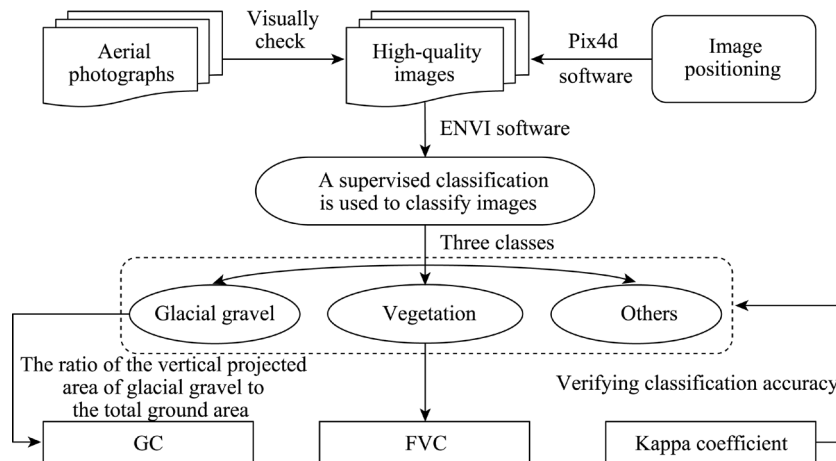 Aerial
photographs
Visually
check
High-quality
images
Pix4d
software
Image
positioning
ENVI software
A supervised classification
is used to classify images
Three classes
Glacial gravel
Vegetation
Others
The ratio of the vertical projected
area of glacial gravel to
the total ground area
Verifying classification accuracy
GC
FVC
Kappa coefficient